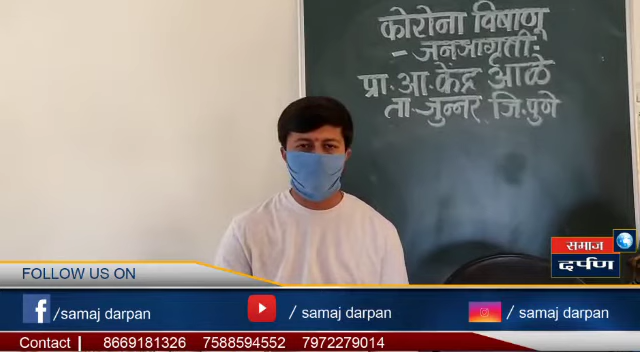 कोरोना विषाणू
- जनजागृती:-
प्रा.आ.केंद्र आळे
ता-जुन्नर जि.पुणे
समाज
दर्पण
FOLLOW US ON
f /samaj darpan
/ samaj darpan
/ samaj darpan
Contact | 8669181326 7588594552 7972279014